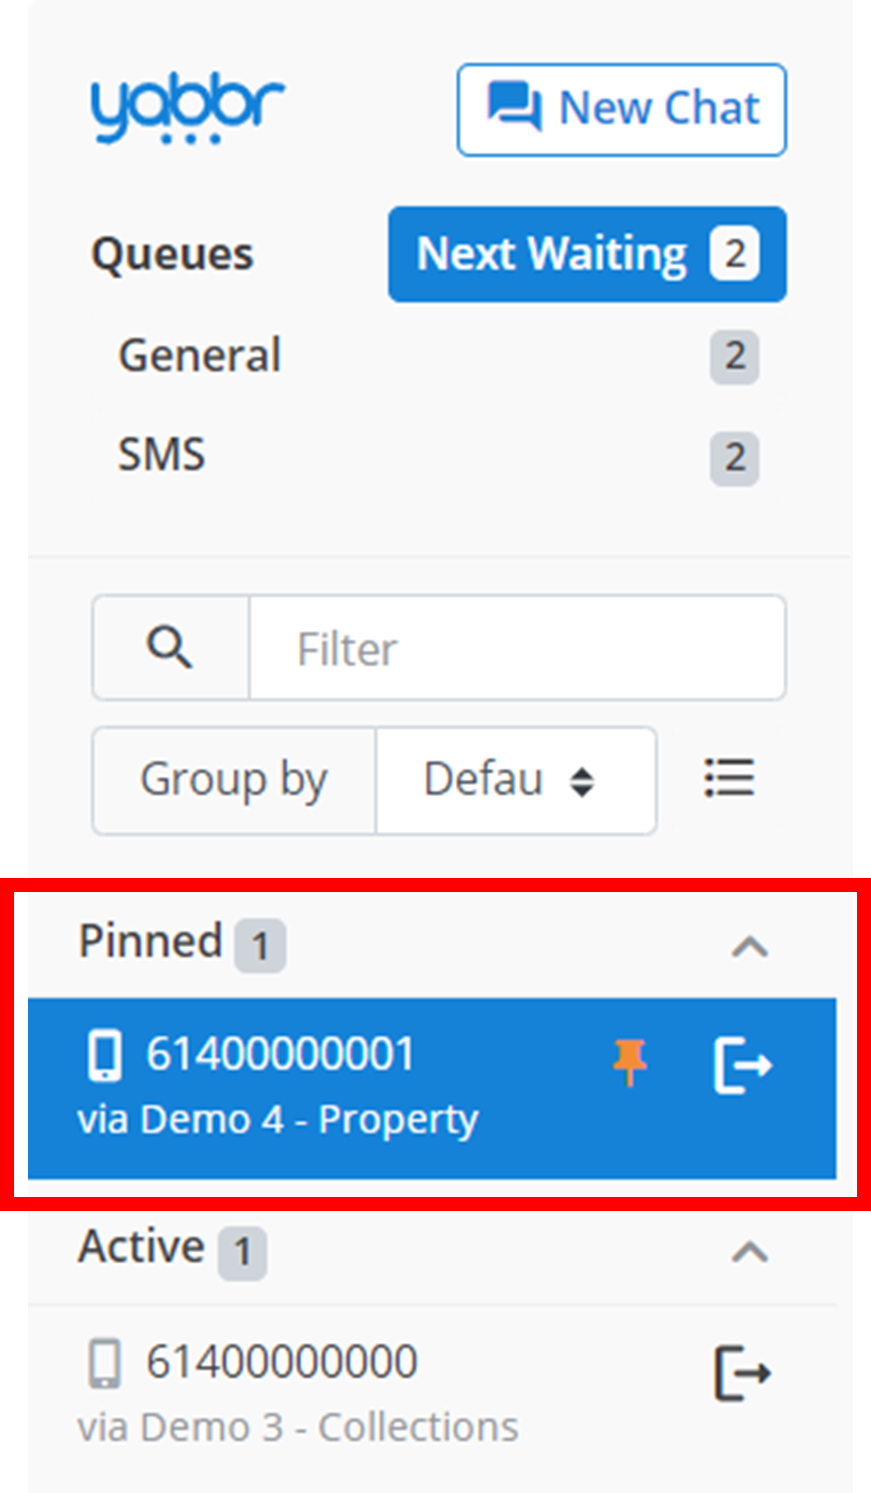 yabbr
New Chat
Queues
Next Waiting 2
General 2
SMS 2
Filter
Group by Defau
Pinned 1
61400000001
via Demo 4 - Property
Active 1
61400000000
via Demo 3 - Collections